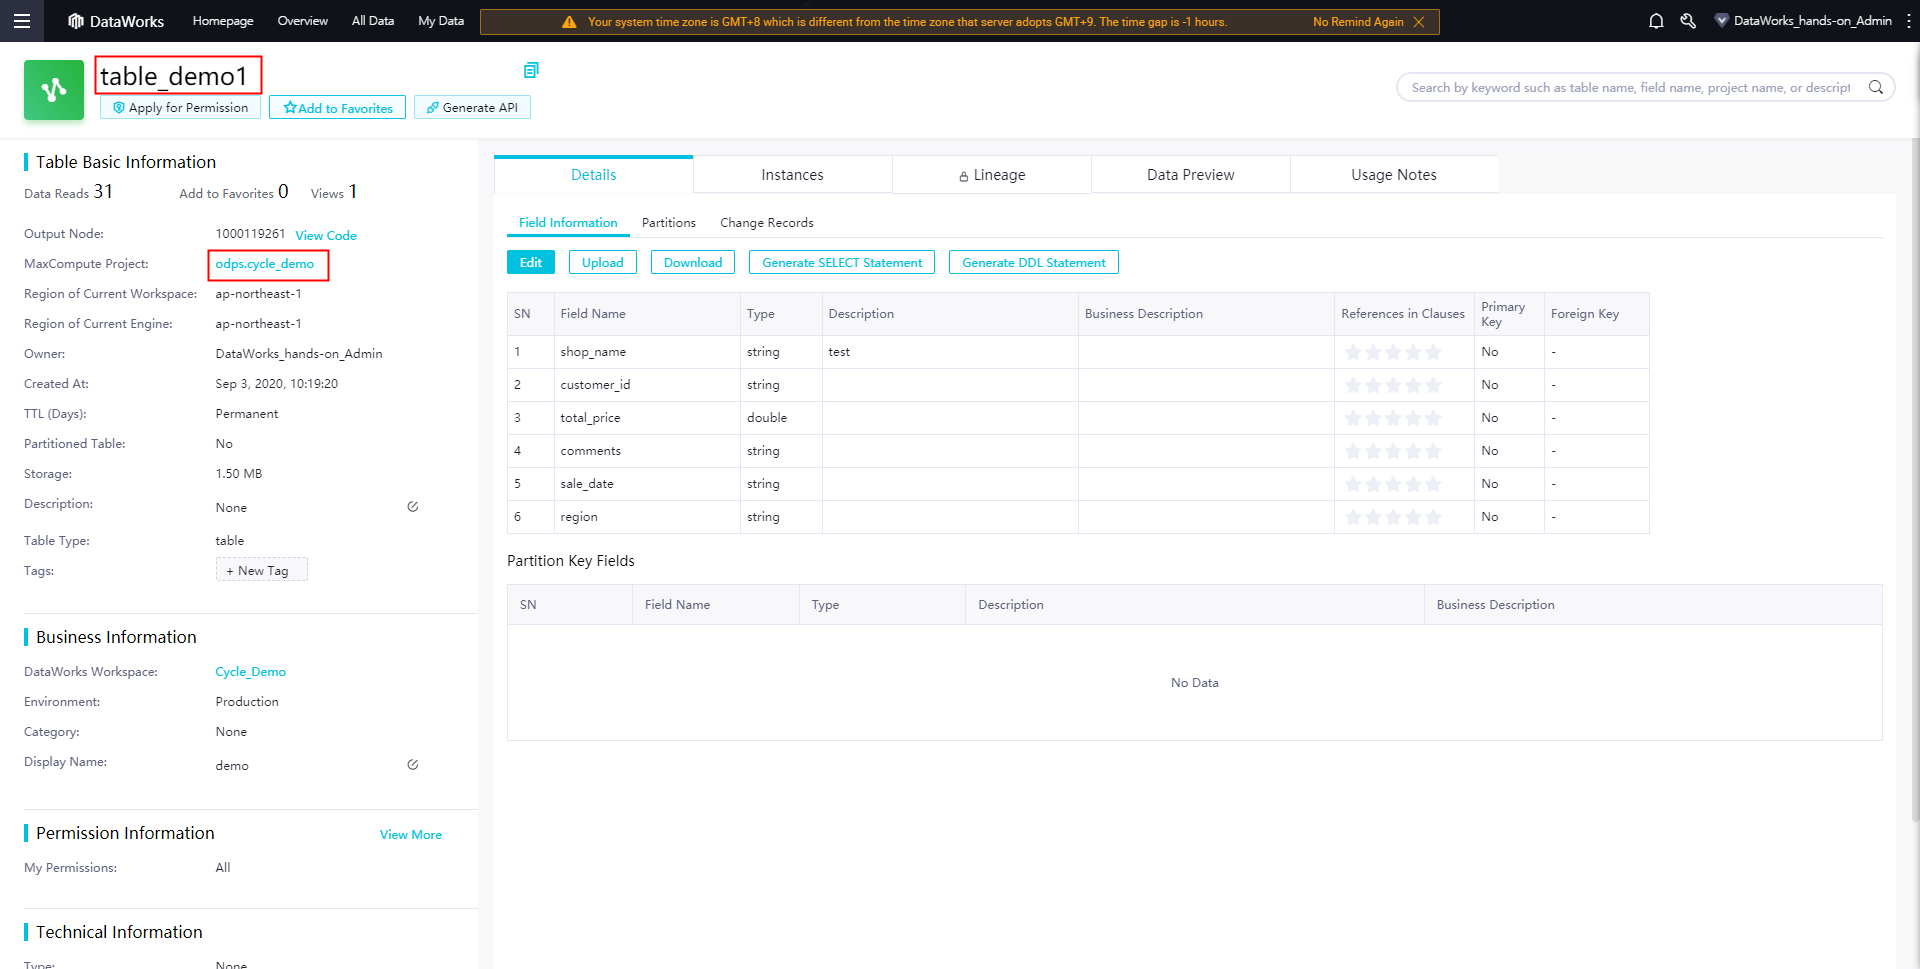 DataWorks Homepage Overview All Data My Data Your system time zone is GMT+8 which is different from the time zone that server adopts GMT+9. The time gap is -1 hours. No Remind Again DataWorks_hands-on_Admin
table_demo1
Search by keyword such as table name, field name, project name, or descript
Apply for Permission Add to Favorites Generate API
Table Basic Information
Data Reads 31 Add to Favorites 0 Views 1
Output Node: 1000119261 View Code
MaxCompute Project: odps.cycle_demo
Region of Current Workspace: ap-northeast-1
Region of Current Engine: ap-northeast-1
Owner: DataWorks_hands-on_Admin
Created At: Sep 3, 2020, 10:19:20
TTL (Days): Permanent
Partitioned Table: No
Storage: 1.50 MB
Description: None
Table Type: table
Tags: + New Tag
Business Information
DataWorks Workspace: Cycle_Demo
Environment: Production
Category: None
Display Name: demo
Permission Information View More
My Permissions: All
Technical Information
Type: None
Details Instances Lineage Data Preview Usage Notes
Field Information Partitions Change Records
Edit Upload Download Generate SELECT Statement Generate DDL Statement
SN Field Name Type Description Business Description References in Clauses Primary Key Foreign Key
1 shop_name string test No -
2 customer_id string No -
3 total_price double No -
4 comments string No -
5 sale_date string No -
6 region string No -
Partition Key Fields
SN Field Name Type Description Business Description
No Data